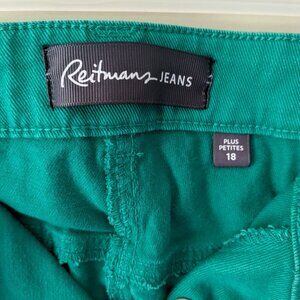 Reitmans JEANS
PLUS
PETITES
18